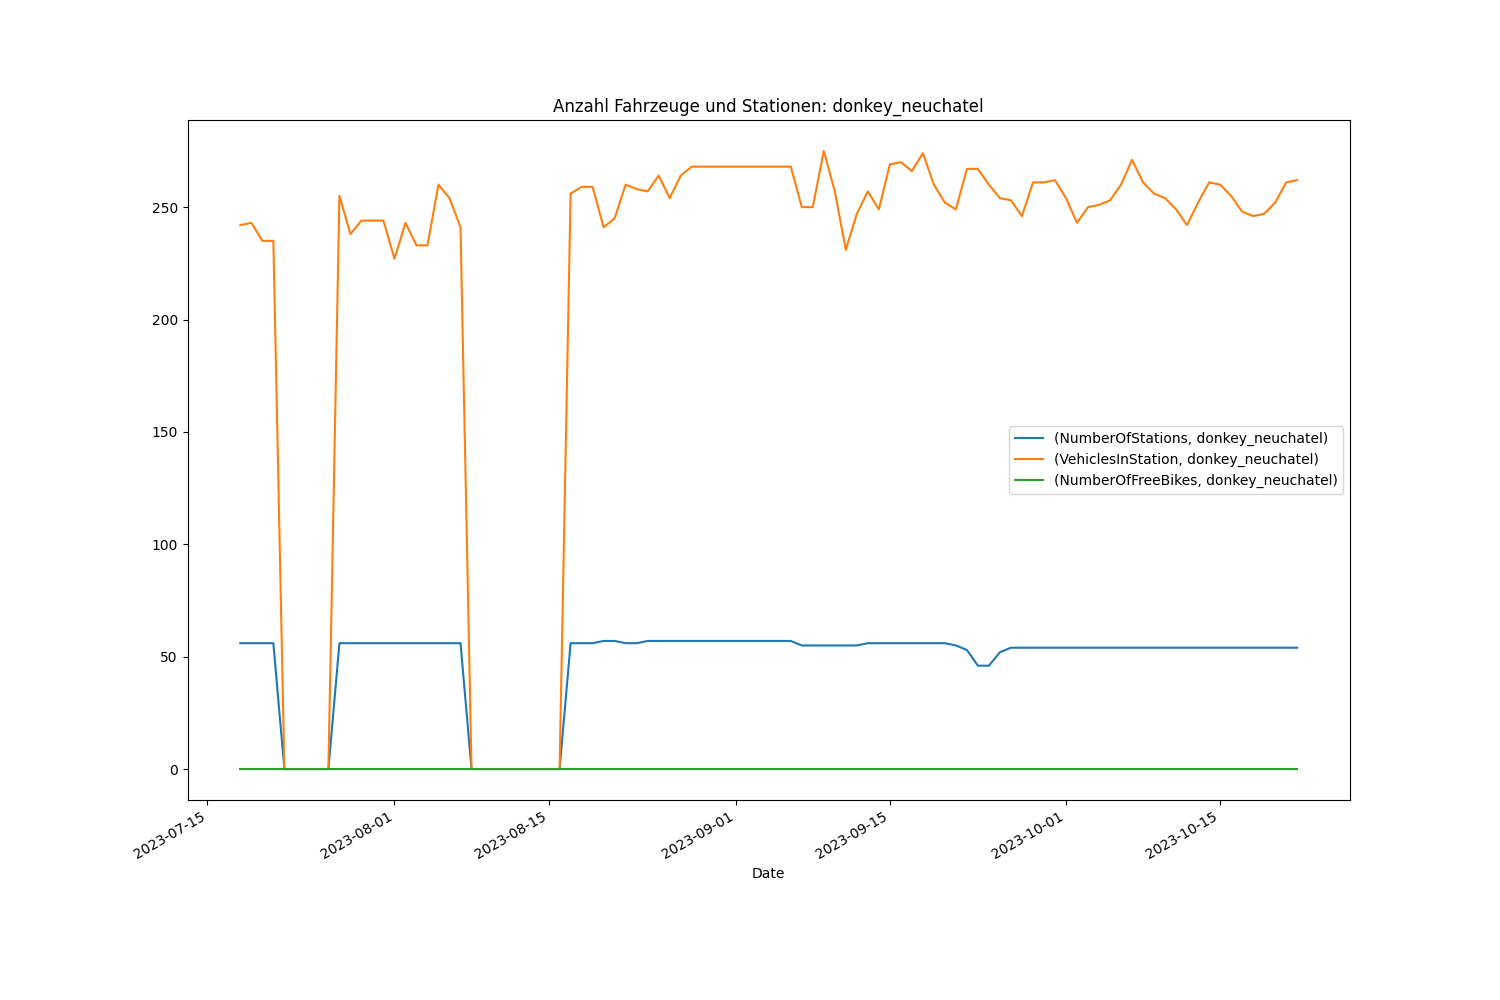 Anzahl Fahrzeuge und Stationen: donkey_neuchatel
250
200
150
100
50
0
(NumberOfStations, donkey_neuchatel)
(VehiclesInStation, donkey_neuchatel)
(NumberOfFreeBikes, donkey_neuchatel)
2023-07-15
2023-08-01
2023-08-15
2023-09-01
2023-09-15
2023-10-01
2023-10-15
Date